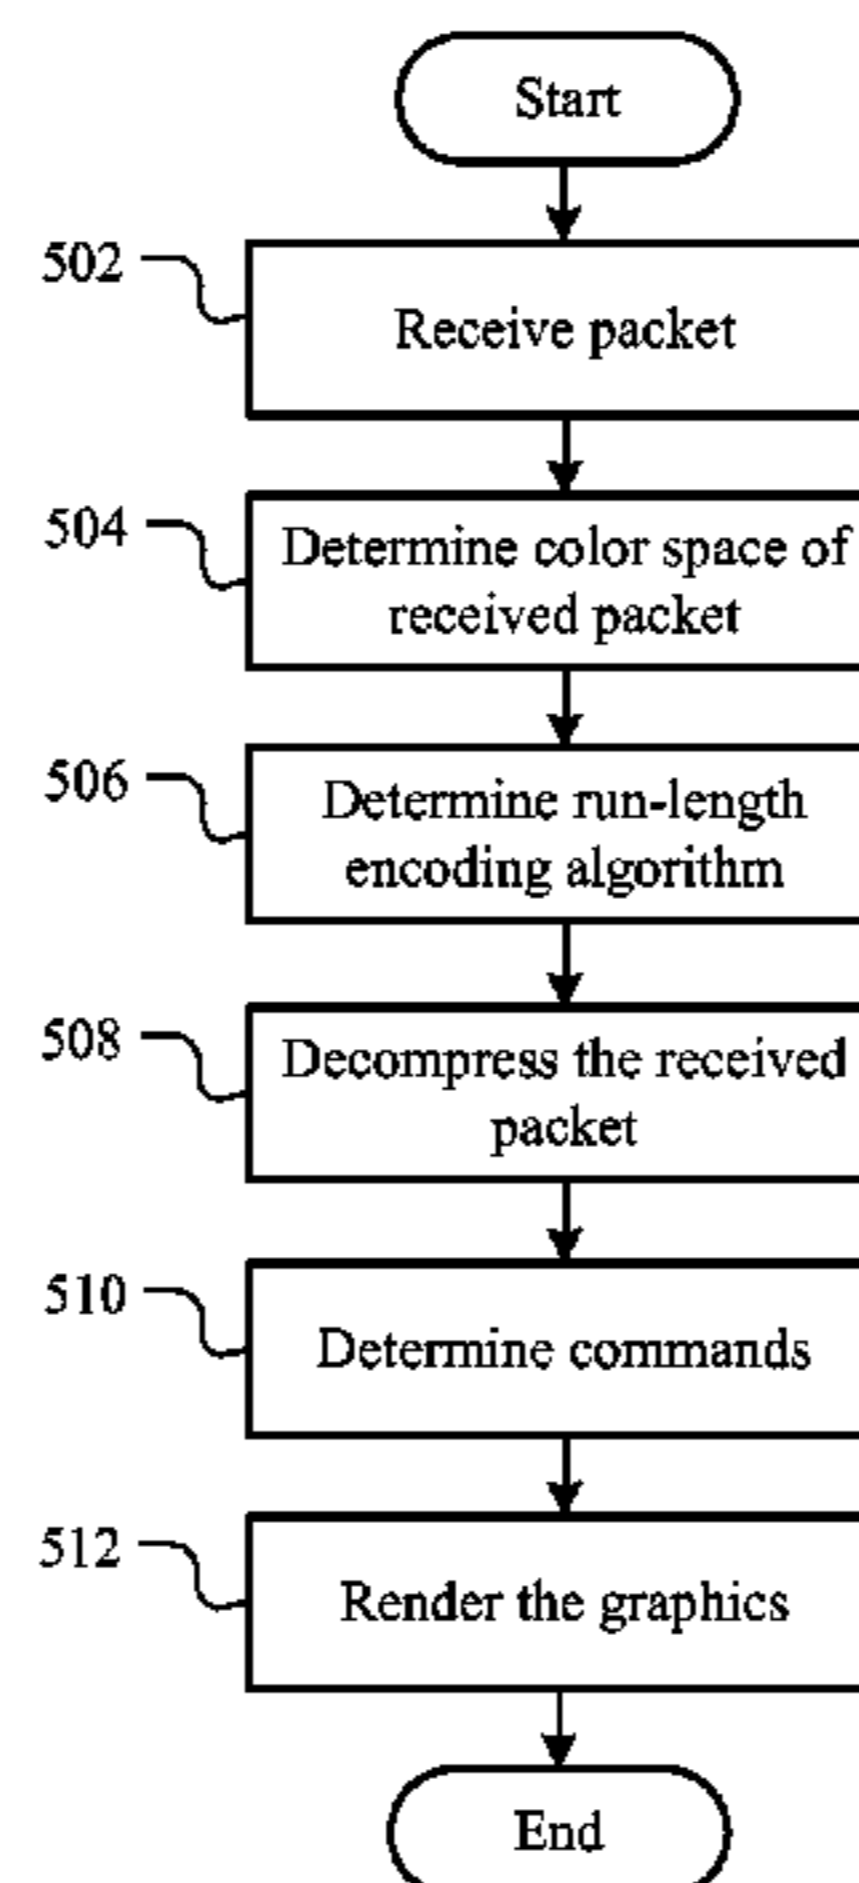 Start
502
Receive packet
504
Determine color space of
received packet
506
Determine run-length
encoding algorithm
508
Decompress the received
packet
510
Determine commands
512
Render the graphics
End